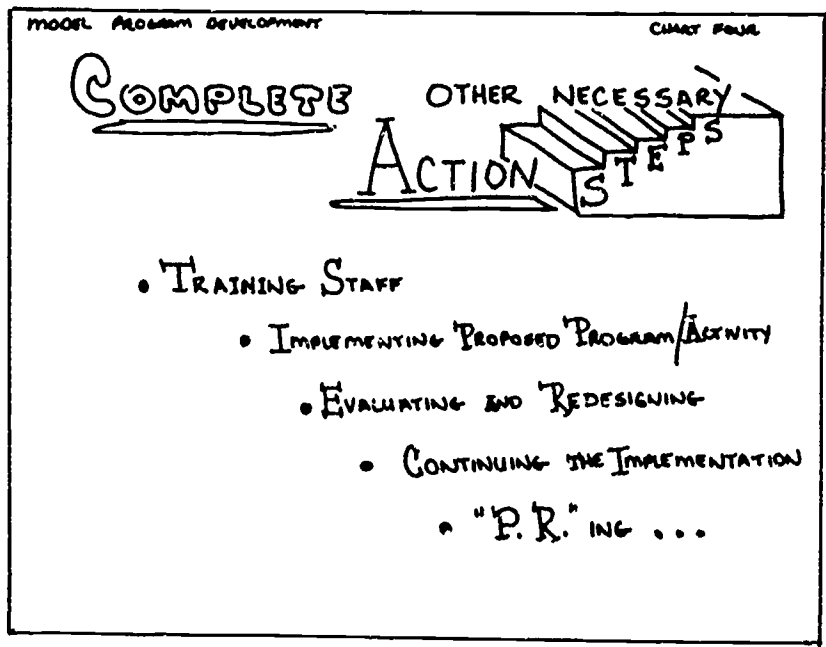 MODEL PROGRAM DEVELOPMENT CHART FOUR
COMPLETE OTHER NECESSARY
ACTION STEPS
• TRAINING STAFF
• IMPLEMENTING PROPOSED PROGRAM/ACTIVITY
• EVALUATING AND REDESIGNING
• CONTINUING THE IMPLEMENTATION
• "P.R."ING ...